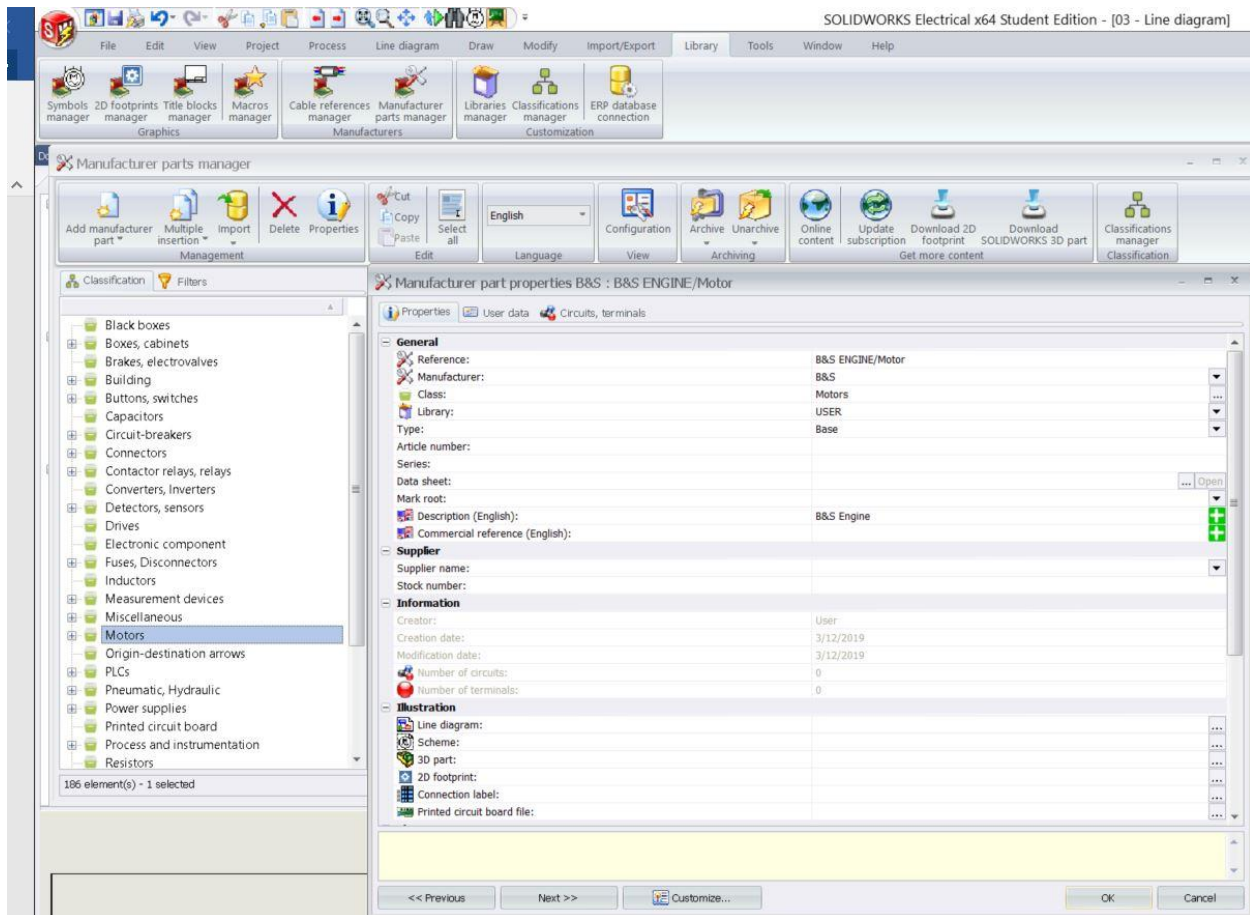 SOLIDWORKS Electrical x64 Student Edition - [03 - Line diagram]
File Edit View Project Process Line diagram Draw Modify Import/Export Library Tools Window Help
Symbols manager 2D footprints manager Title blocks manager Macros manager Cable references manager Manufacturer parts manager Libraries manager Classifications manager ERP database connection
Graphics Manufacturers Customization
Manufacturer parts manager
Add manufacturer part Multiple insertion Import Delete Properties Cut Copy Paste Select all English Configuration Archive Unarchive Online content Update subscription Download 2D footprint Download SOLIDWORKS 3D part Classifications manager
Management Edit Language View Archiving Get more content Classification
Classification Filters
Black boxes
Boxes, cabinets
Brakes, electrovalves
Building
Buttons, switches
Capacitors
Circuit-breakers
Connectors
Contactor relays, relays
Converters, Inverters
Detectors, sensors
Drives
Electronic component
Fuses, Disconnectors
Inductors
Measurement devices
Miscellaneous
Motors
Origin-destination arrows
PLCs
Pneumatic, Hydraulic
Power supplies
Printed circuit board
Process and instrumentation
Resistors
186 element(s) - 1 selected
Manufacturer part properties B&S : B&S ENGINE/Motor
Properties User data Circuits, terminals
General
Reference: B&S ENGINE/Motor
Manufacturer: B&S
Class: Motors ...
Library: USER
Type: Base
Article number:
Series:
Data sheet: ... Open
Mark root:
Description (English): B&S Engine
Commercial reference (English):
Supplier
Supplier name:
Stock number:
Information
Creator: User
Creation date: 3/12/2019
Modification date: 3/12/2019
Number of circuits: 0
Number of terminals: 0
Illustration
Line diagram: ...
Scheme: ...
3D part: ...
2D footprint: ...
Connection label: ...
Printed circuit board file: ...
<< Previous Next >> Customize... OK Cancel